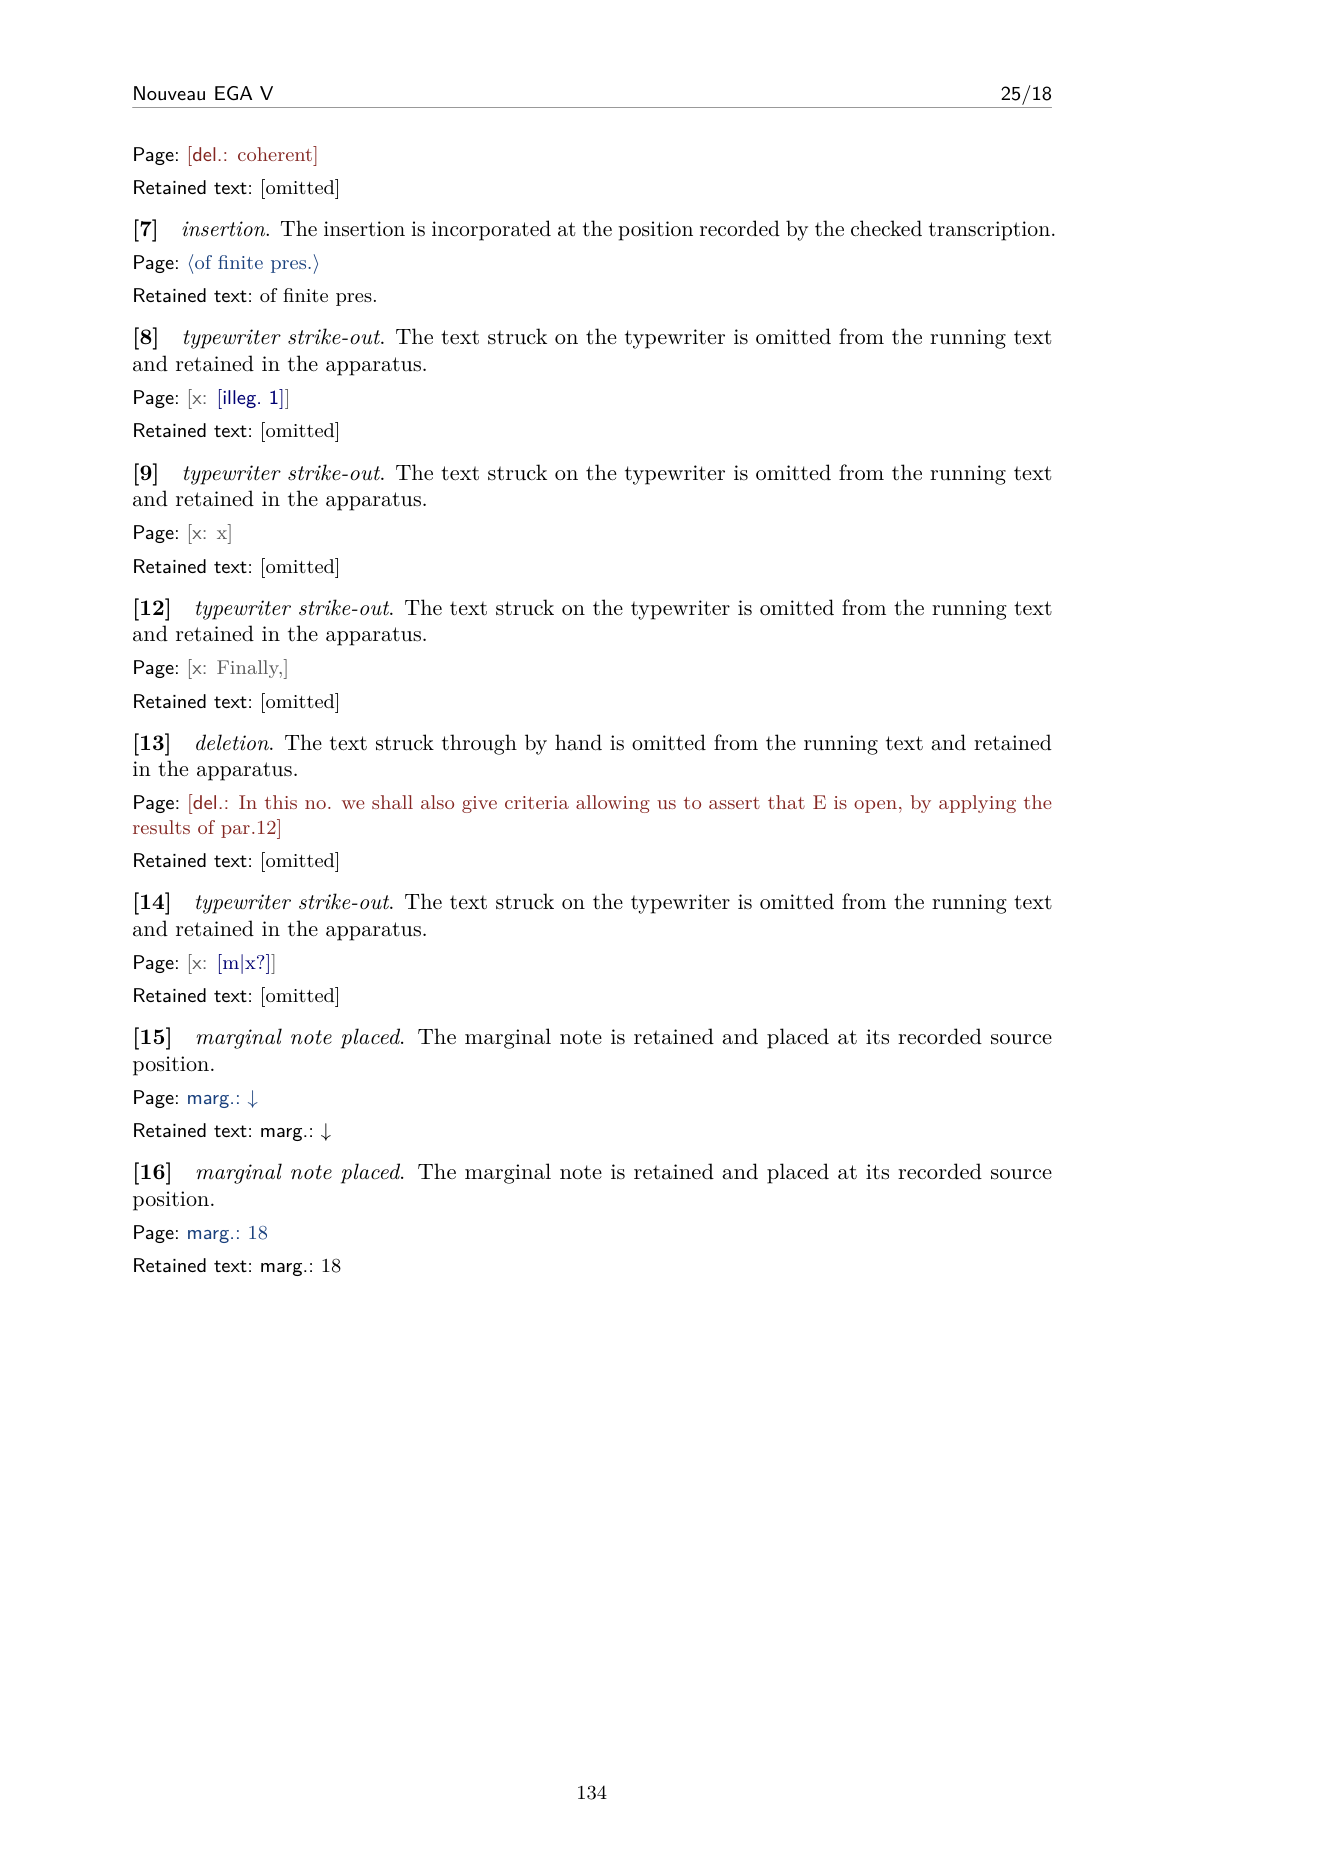 Nouveau EGA V 25/18
Page: [del.: coherent]
Retained text: [omitted]
[7] insertion. The insertion is incorporated at the position recorded by the checked transcription.
Page: ⟨of finite pres.⟩
Retained text: of finite pres.
[8] typewriter strike-out. The text struck on the typewriter is omitted from the running text
and retained in the apparatus.
Page: [x: [illeg. 1]]
Retained text: [omitted]
[9] typewriter strike-out. The text struck on the typewriter is omitted from the running text
and retained in the apparatus.
Page: [x: x]
Retained text: [omitted]
[12] typewriter strike-out. The text struck on the typewriter is omitted from the running text
and retained in the apparatus.
Page: [x: Finally,]
Retained text: [omitted]
[13] deletion. The text struck through by hand is omitted from the running text and retained
in the apparatus.
Page: [del.: In this no. we shall also give criteria allowing us to assert that E is open, by applying the
results of par.12]
Retained text: [omitted]
[14] typewriter strike-out. The text struck on the typewriter is omitted from the running text
and retained in the apparatus.
Page: [x: [m|x?]]
Retained text: [omitted]
[15] marginal note placed. The marginal note is retained and placed at its recorded source
position.
Page: marg.: ↓
Retained text: marg.: ↓
[16] marginal note placed. The marginal note is retained and placed at its recorded source
position.
Page: marg.: 18
Retained text: marg.: 18
134